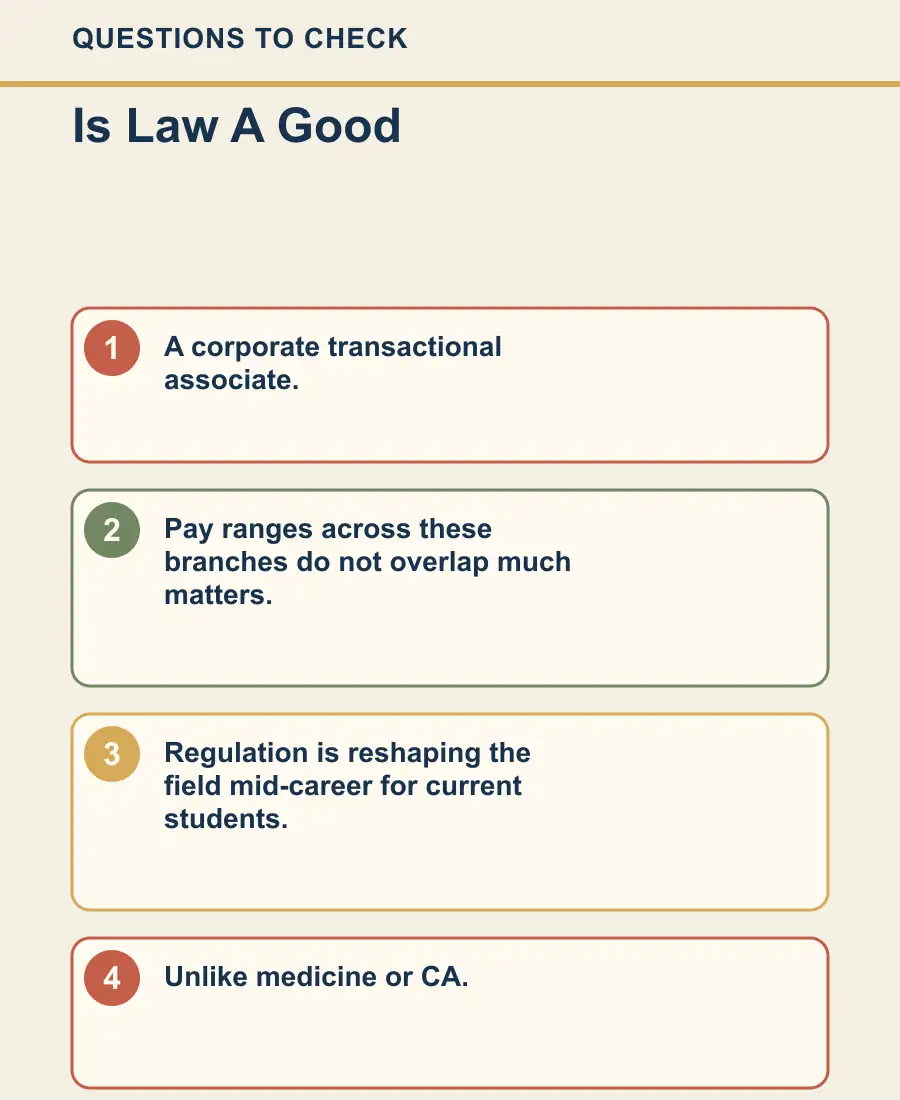 QUESTIONS TO CHECK
Is Law A Good
1
A corporate transactional
associate.
2
Pay ranges across these
branches do not overlap much
matters.
3
Regulation is reshaping the
field mid-career for current
students.
4
Unlike medicine or CA.